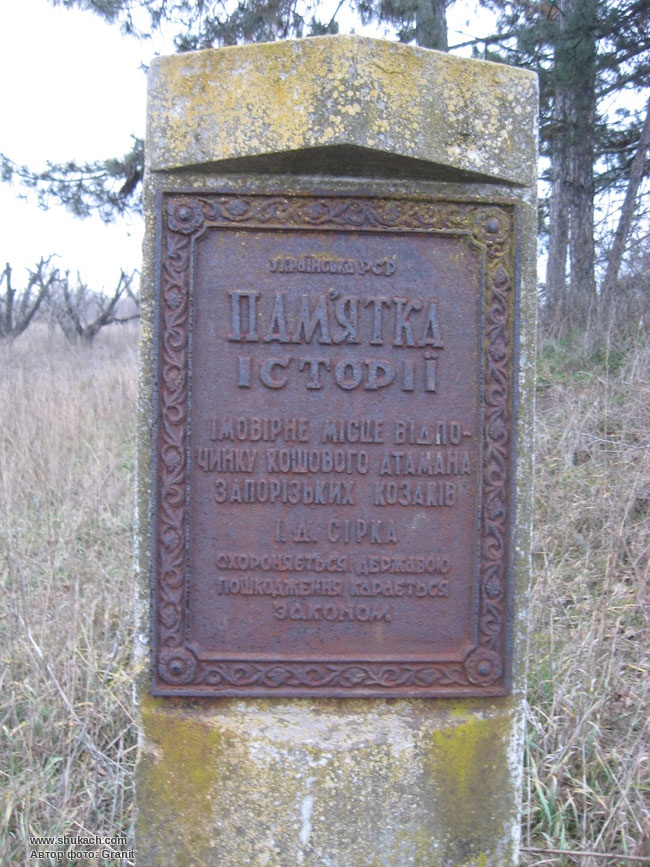 Українська РСР
ПАМ'ЯТКА
ІСТОРІЇ
ІМОВІРНЕ МІСЦЕ ВІДПО-
ЧИНКУ КОШОВОГО АТАМАНА
ЗАПОРІЗЬКИХ КОЗАКІВ
І. Д. СІРКА
ОХОРОНЯЄТЬСЯ ДЕРЖАВОЮ
ПОШКОДЖЕННЯ КАРАЄТЬСЯ
ЗАКОНОМ
www.shukach.com
Автор фото: Granit